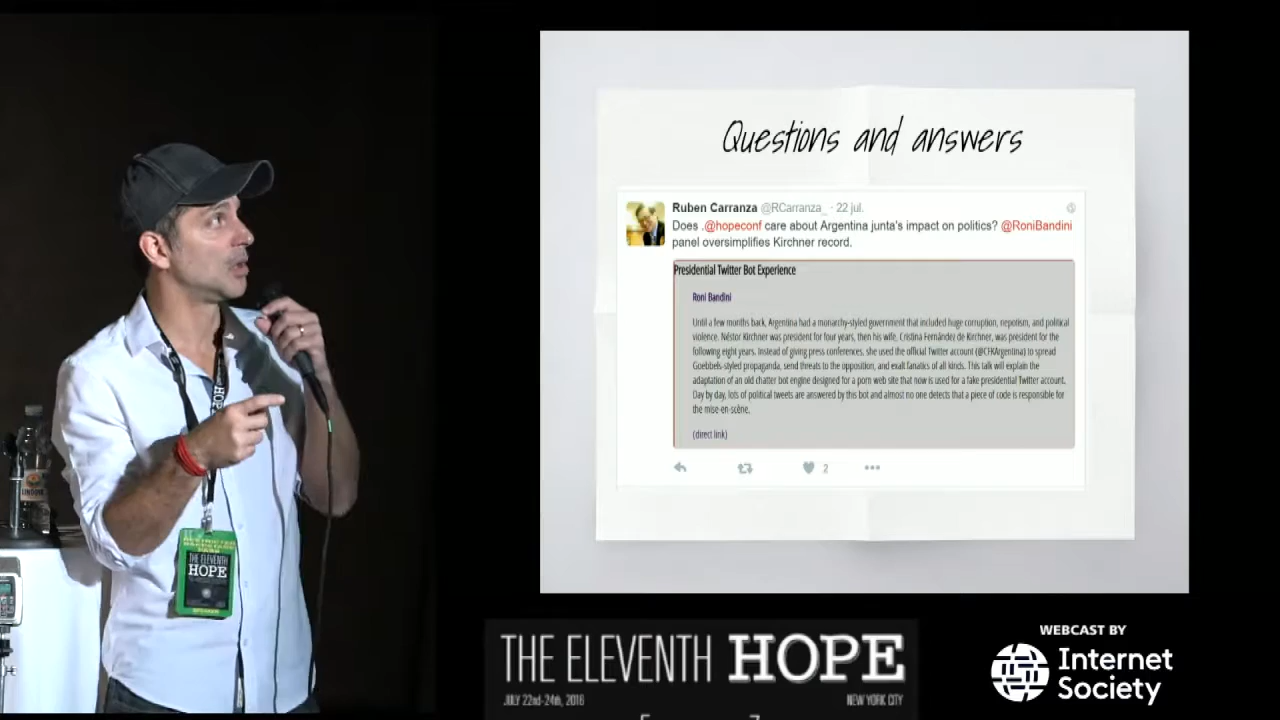 Questions and answers
Ruben Carranza @RCarranza_ · 22 jul.
Does .@hopeconf care about Argentina junta's impact on politics? @RoniBandini
panel oversimplifies Kirchner record.
Presidential Twitter Bot Experience
Roni Bandini
Until a few months back, Argentina had a monarchy-styled government that included huge corruption, nepotism, and political
violence. Néstor Kirchner was president for four years, then his wife, Cristina Fernández de Kirchner, was president for the
following eight years. Instead of giving press conferences, she used the official Twitter account (@CFKArgentina) to spread
Goebbels-styled propaganda, send threats to the opposition, and exalt fanatics of all kinds. This talk will explain the
adaptation of an old chatter bot engine designed for a porn web site that now is used for a fake presidential Twitter account.
Day by day, lots of political tweets are answered by this bot and almost no one detects that a piece of code is responsible for
the mise-en-scène.
(direct link)
2
HOPE
THE ELEVENTH
HOPE
SPEAKER
THE ELEVENTH HOPE
JULY 22nd-24th, 2016
NEW YORK CITY
WEBCAST BY
Internet
Society